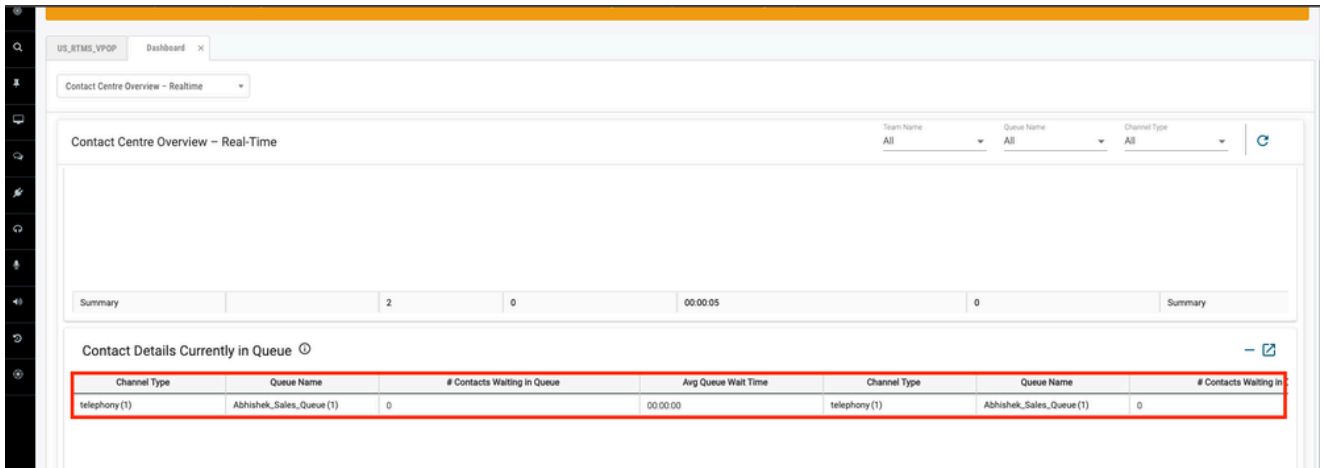 US_RTMS_VPOP Dashboard ×
Contact Centre Overview – Realtime
Team Name Queue Name Channel Type
Contact Centre Overview – Real-Time All All All
Summary 2 0 00:00:05 0 Summary
Contact Details Currently in Queue
Channel Type Queue Name # Contacts Waiting in Queue Avg Queue Wait Time Channel Type Queue Name # Contacts Waiting in
telephony (1) Abhishek_Sales_Queue (1) 0 00:00:00 telephony (1) Abhishek_Sales_Queue (1) 0